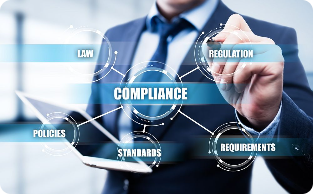 LAW
REGULATION
COMPLIANCE
POLICIES
STANDARDS
REQUIREMENTS